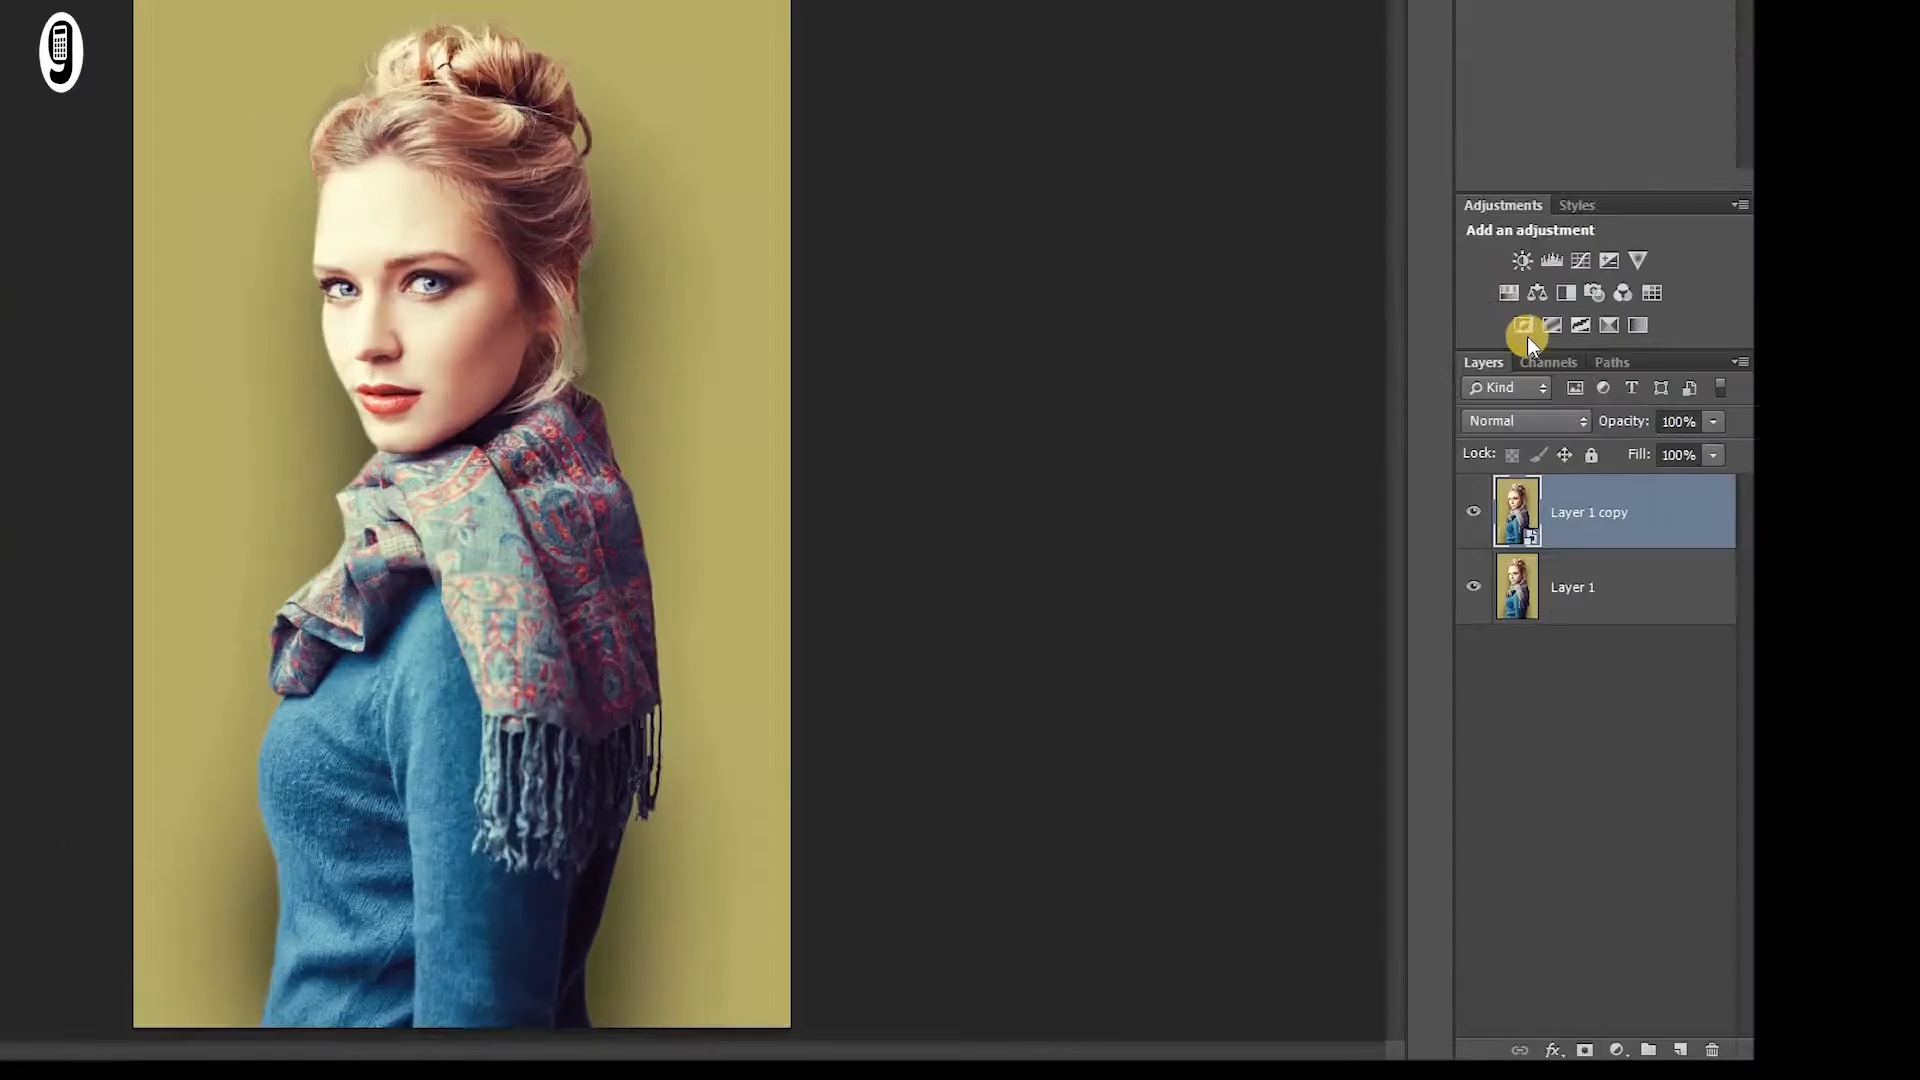 g
Adjustments Styles
Add an adjustment
Layers Channels Paths
Kind
Normal Opacity: 100%
Lock: Fill: 100%
Layer 1 copy
Layer 1
fx